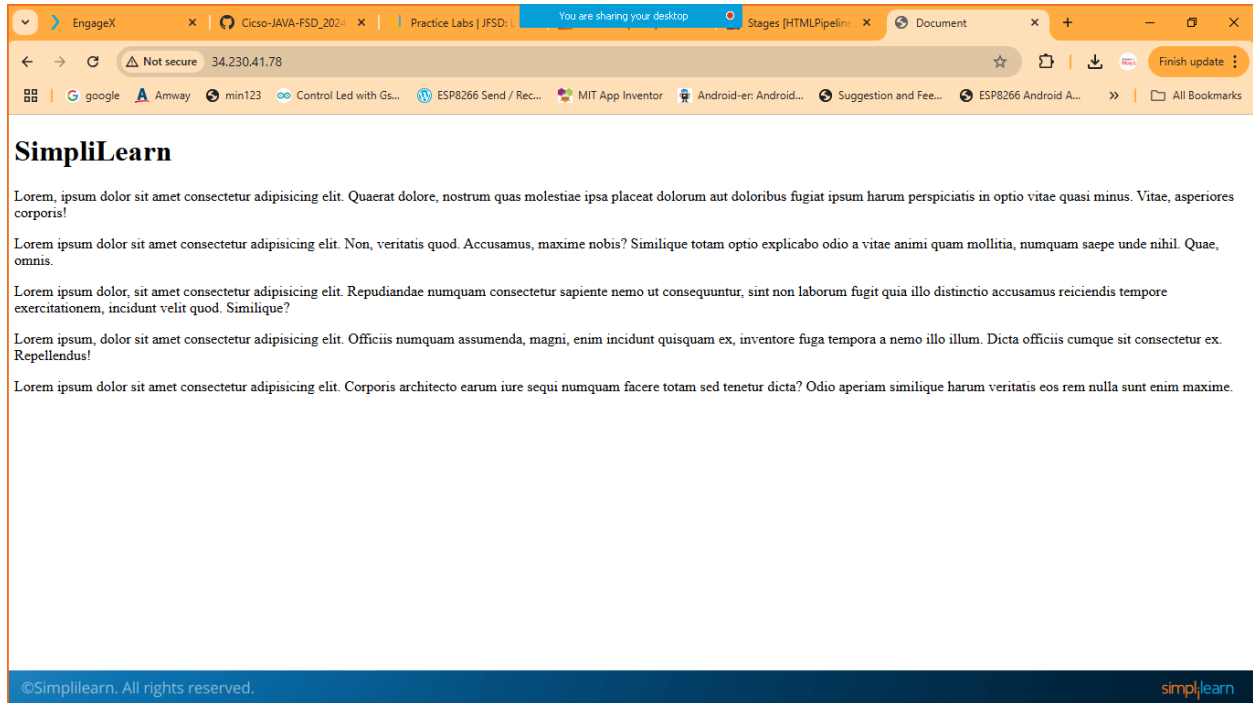 EngageX
Cicso-JAVA-FSD_2024
Practice Labs | JFSD:
You are sharing your desktop
Stages [HTMLPipeline
Document
Not secure 34.230.41.78
Finish update
google
Amway
min123
Control Led with Gs...
ESP8266 Send / Rec...
MIT App Inventor
Android-er: Android...
Suggestion and Fee...
ESP8266 Android A...
All Bookmarks
SimpliLearn
Lorem, ipsum dolor sit amet consectetur adipisicing elit. Quaerat dolore, nostrum quas molestiae ipsa placeat dolorum aut doloribus fugiat ipsum harum perspiciatis in optio vitae quasi minus. Vitae, asperiores
corporis!
Lorem ipsum dolor sit amet consectetur adipisicing elit. Non, veritatis quod. Accusamus, maxime nobis? Similique totam optio explicabo odio a vitae animi quam mollitia, numquam saepe unde nihil. Quae,
omnis.
Lorem ipsum dolor, sit amet consectetur adipisicing elit. Repudiandae numquam consectetur sapiente nemo ut consequuntur, sint non laborum fugit quia illo distinctio accusamus reiciendis tempore
exercitationem, incidunt velit quod. Similique?
Lorem ipsum, dolor sit amet consectetur adipisicing elit. Officiis numquam assumenda, magni, enim incidunt quisquam ex, inventore fuga tempora a nemo illo illum. Dicta officiis cumque sit consectetur ex.
Repellendus!
Lorem ipsum dolor sit amet consectetur adipisicing elit. Corporis architecto earum iure sequi numquam facere totam sed tenetur dicta? Odio aperiam similique harum veritatis eos rem nulla sunt enim maxime.
©Simplilearn. All rights reserved.
simplilearn